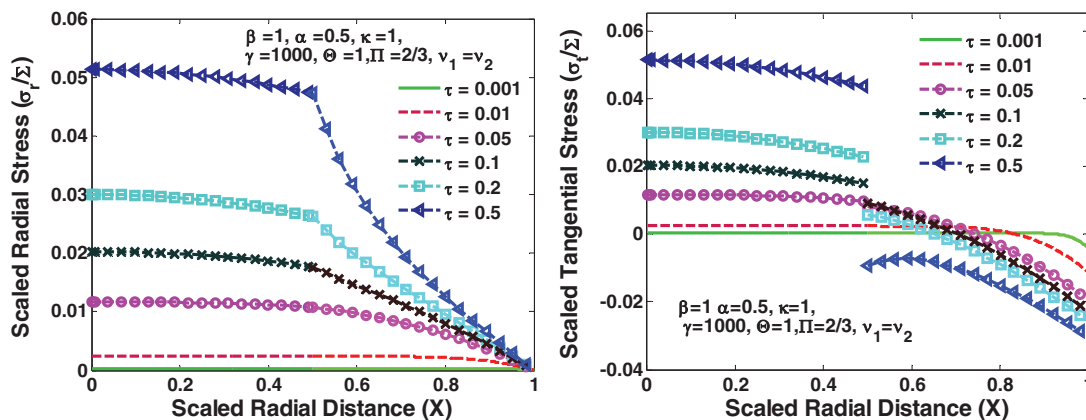 Scaled Radial Stress (σr/Σ)
0.06
0.05
0.04
0.03
0.02
0.01
0
β =1, α=0.5, κ=1,
γ =1000, Θ =1,Π =2/3, ν1 =ν2
τ = 0.001
τ = 0.01
τ = 0.05
τ = 0.1
τ = 0.2
τ = 0.5
0 0.2 0.4 0.6 0.8 1
Scaled Radial Distance (X)
Scaled Tangential Stress (σt/Σ)
0.06
0.04
0.02
0
-0.02
-0.04
τ = 0.001
τ = 0.01
τ = 0.05
τ = 0.1
τ = 0.2
τ = 0.5
β=1 α=0.5, κ=1,
γ=1000, Θ=1,Π=2/3, ν1=ν2
0 0.2 0.4 0.6 0.8 1
Scaled Radial Distance (X)